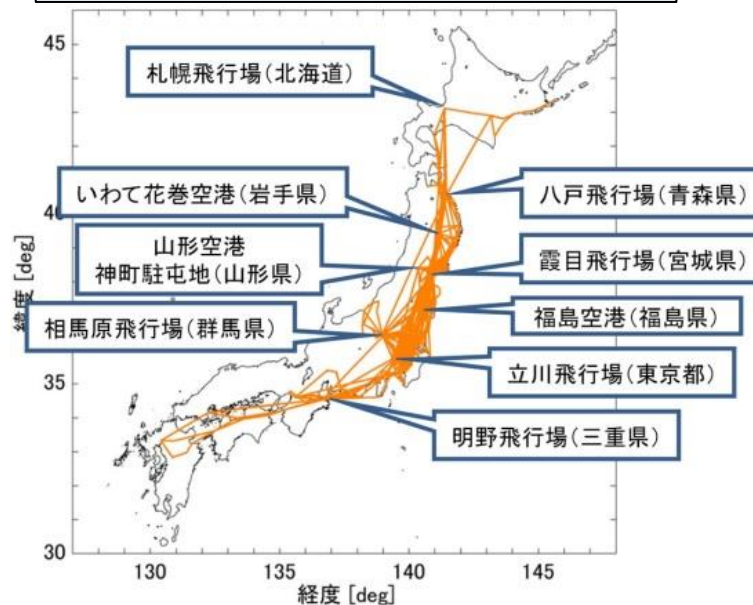 45
札幌飛行場(北海道)
いわて花巻空港(岩手県)
八戸飛行場(青森県)
40
山形空港
神町駐屯地(山形県)
霞目飛行場(宮城県)
緯度 [deg]
福島空港(福島県)
相馬原飛行場(群馬県)
立川飛行場(東京都)
35
明野飛行場(三重県)
30
130
135
140
145
経度 [deg]